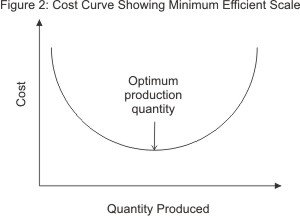 Figure 2: Cost Curve Showing Minimum Efficient Scale
Optimum
production
quantity
Cost
Quantity Produced